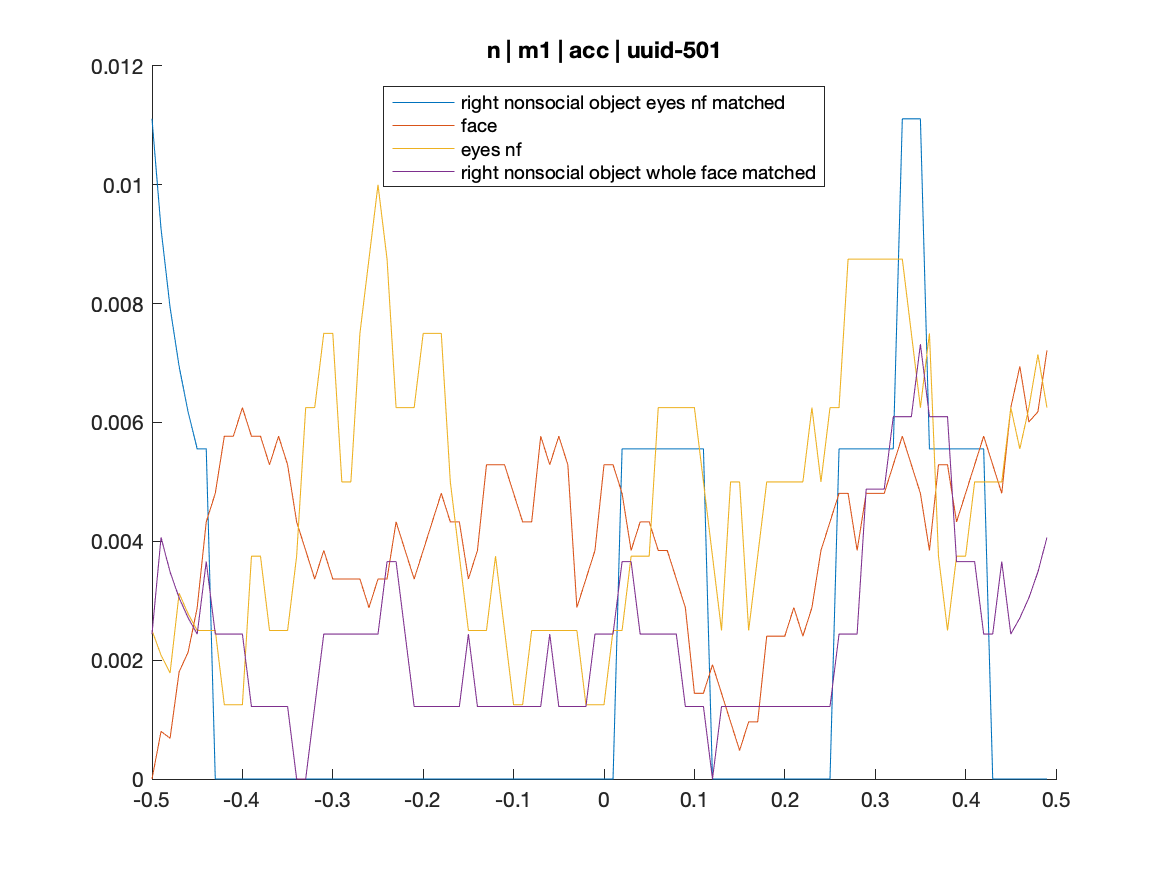 n | m1 | acc | uuid-501
0.012
right nonsocial object eyes nf matched
face
eyes nf
right nonsocial object whole face matched
0.01
0.008
0.006
0.004
0.002
0
-0.5 -0.4 -0.3 -0.2 -0.1 0 0.1 0.2 0.3 0.4 0.5